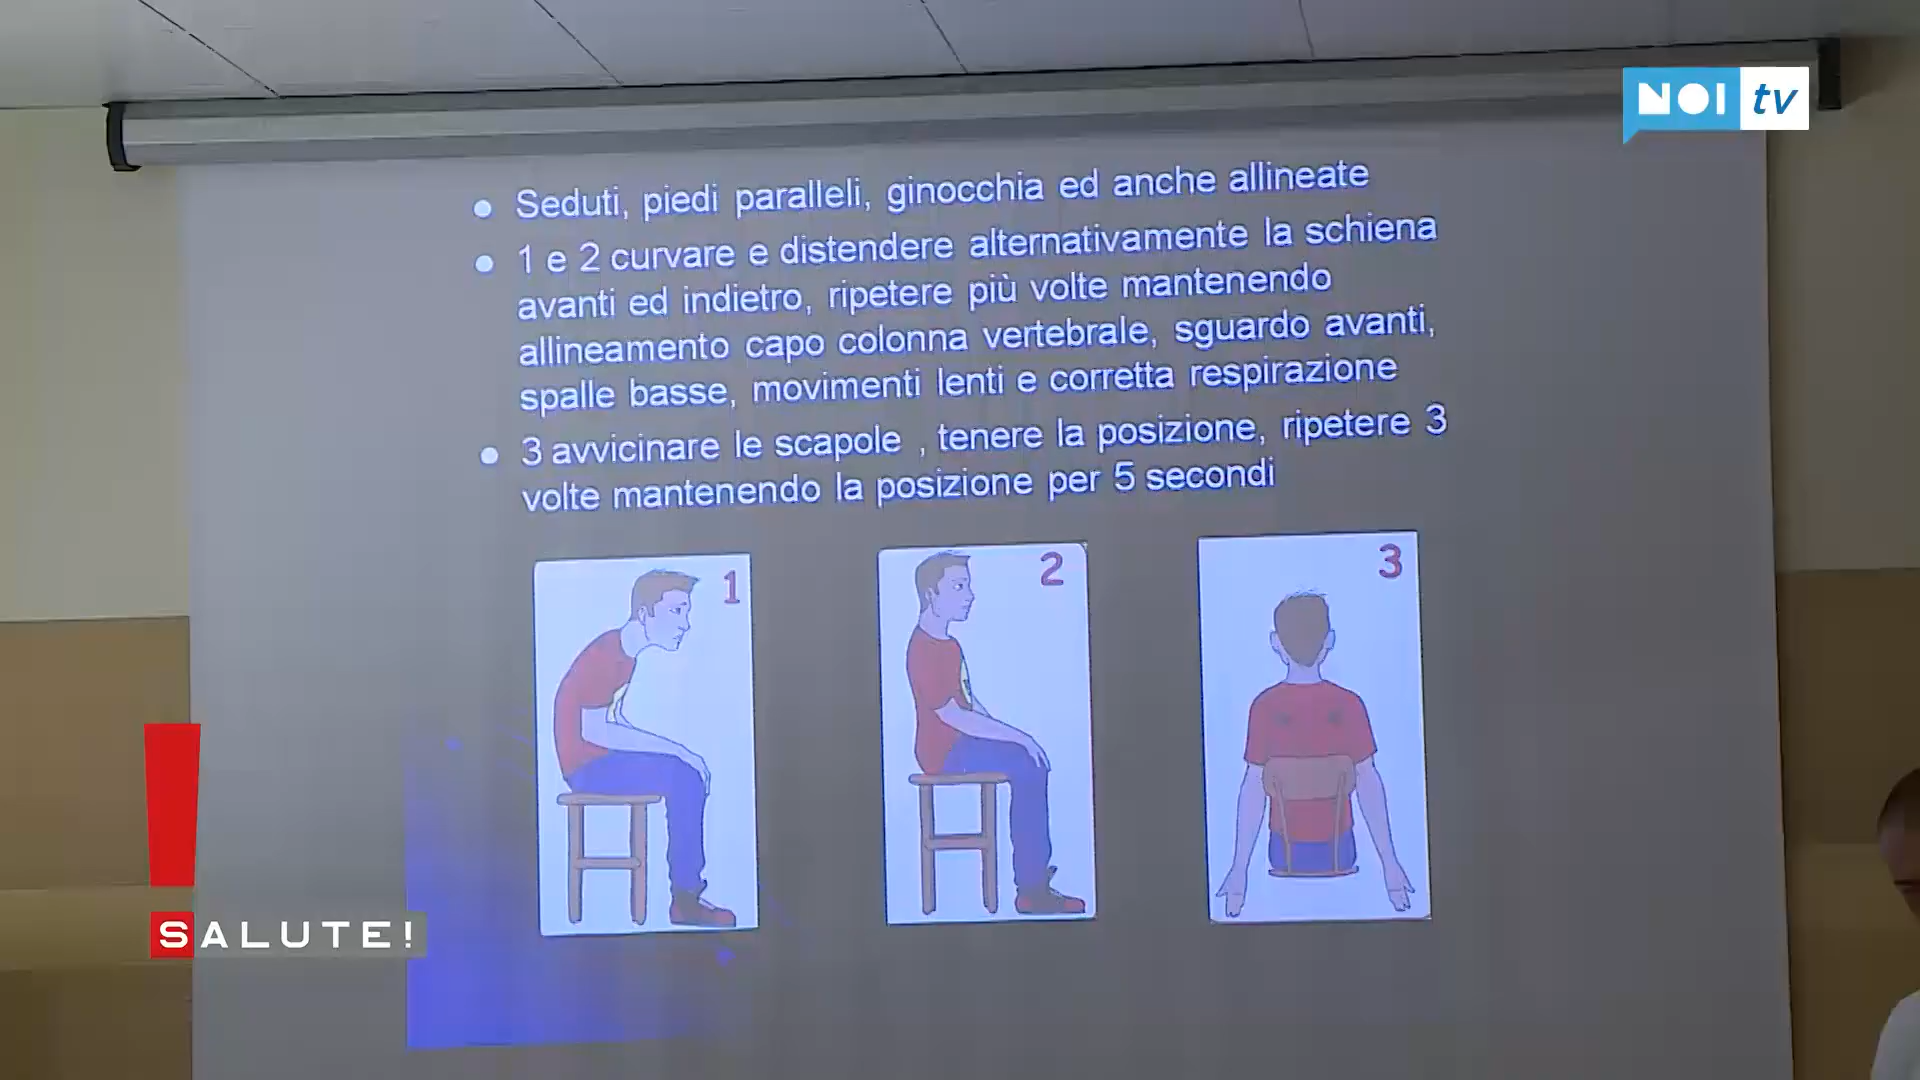 NOI tv
Seduti, piedi paralleli, ginocchia ed anche allineate
1 e 2 curvare e distendere alternativamente la schiena
avanti ed indietro, ripetere più volte mantenendo
allineamento capo colonna vertebrale, sguardo avanti,
spalle basse, movimenti lenti e corretta respirazione
3 avvicinare le scapole , tenere la posizione, ripetere 3
volte mantenendo la posizione per 5 secondi
1
2
3
SALUTE!